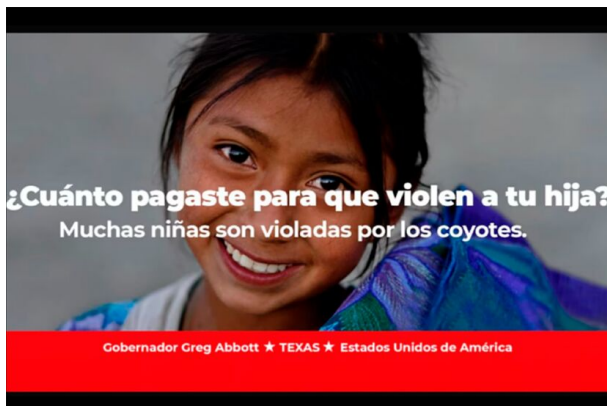 ¿Cuánto pagaste para que violen a tu hija?
Muchas niñas son violadas por los coyotes.
Gobernador Greg Abbott ★ TEXAS ★ Estados Unidos de América